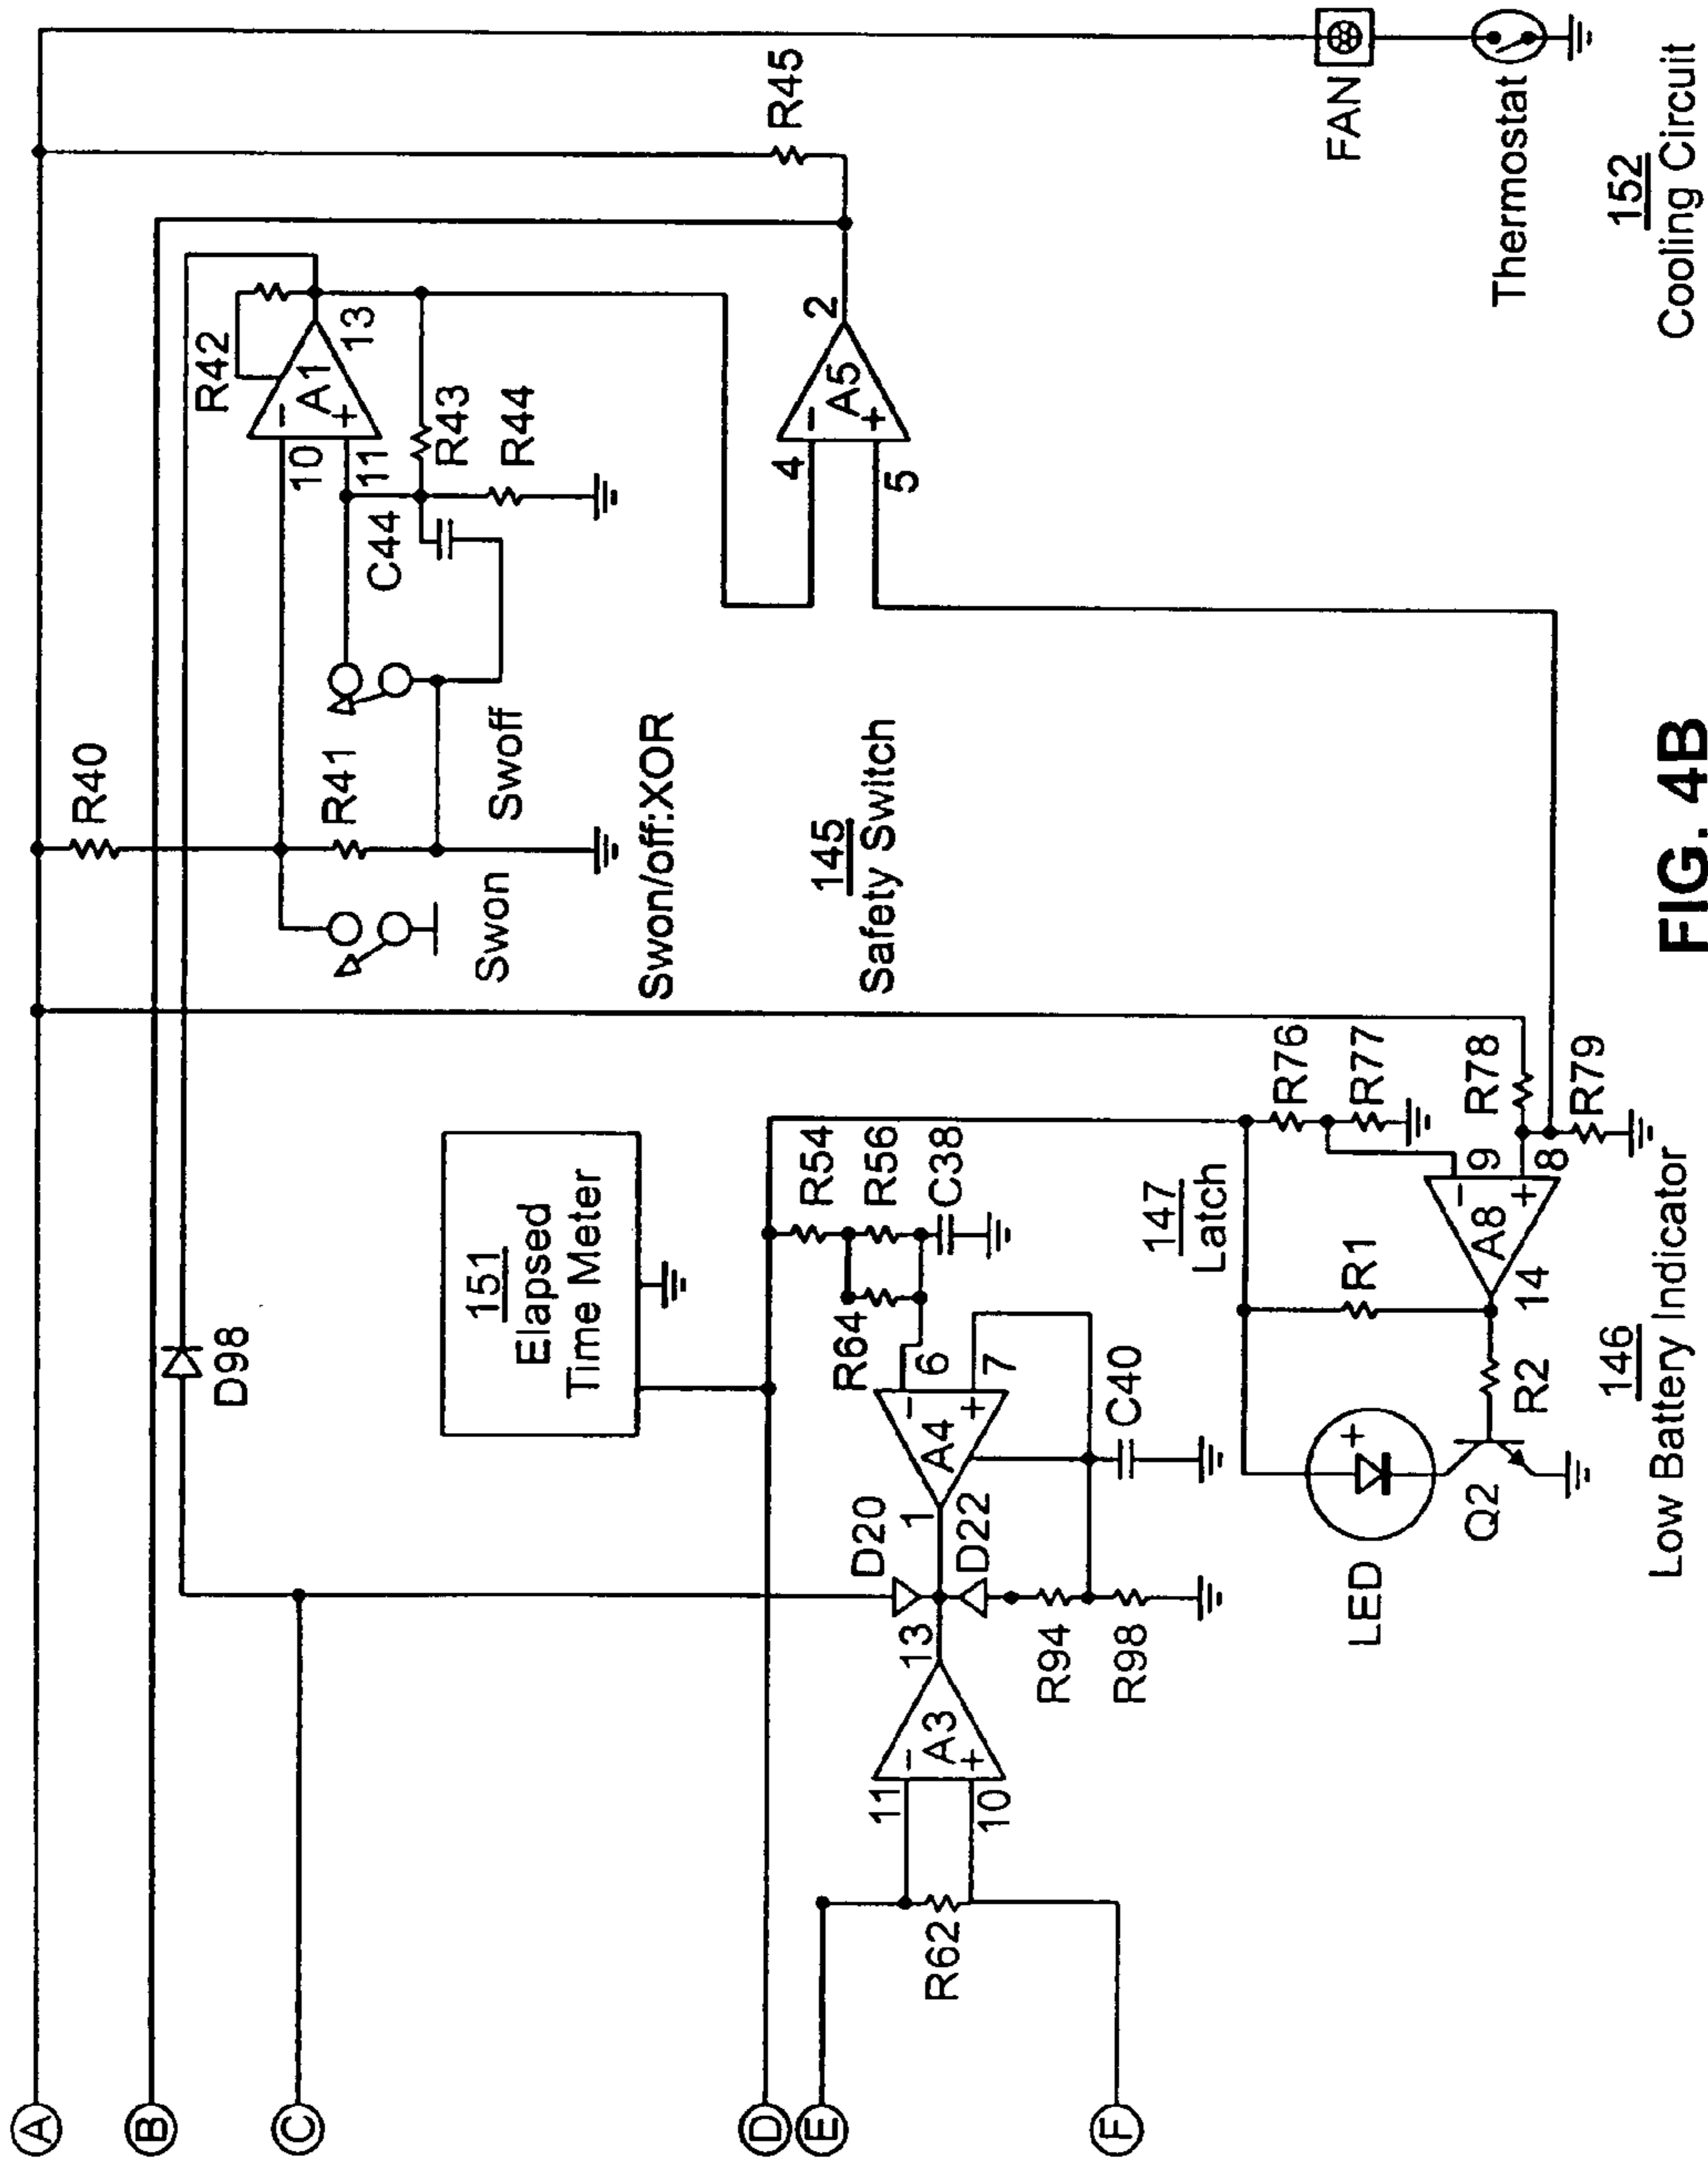 A
B
C
D
E
F
D98
R40
R42
R45
A1
−
+
10
11
13
R41
C44
R43
R44
Swon
Swoff
Swon/off:XOR
145
Safety Switch
A5
−
+
4
5
2
FAN
Thermostat
152
Cooling Circuit
151
Elapsed
Time Meter
R54
R56
C38
R64
D20
D22
A4
−
+
1
6
7
C40
A3
−
+
11
10
13
R62
R94
R98
147
Latch
R76
R77
R78
R79
R1
A8
−
+
9
8
14
R2
LED
+
Q2
146
Low Battery Indicator
FIG. 4B